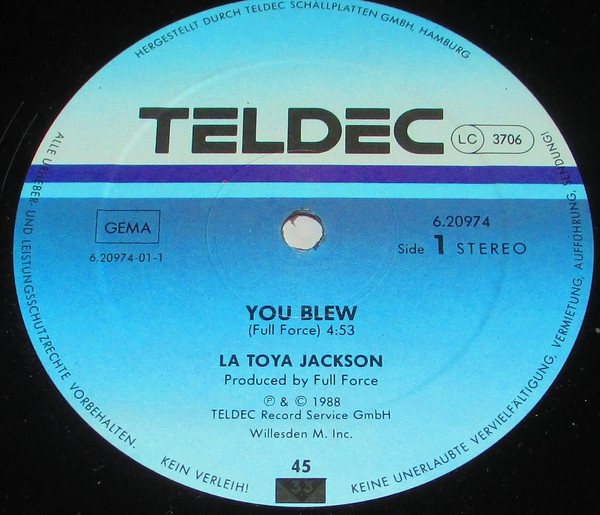 HERGESTELLT DURCH TELDEC SCHALLPLATTEN GMBH, HAMBURG
TELDEC
LC 3706
GEMA
6.20974-01-1
6.20974
Side 1 STEREO
YOU BLEW
(Full Force) 4:53
LA TOYA JACKSON
Produced by Full Force
℗ & © 1988
TELDEC Record Service GmbH
Willesden M. Inc.
45
33
ALLE URHEBER- UND LEISTUNGSSCHUTZRECHTE VORBEHALTEN.
KEIN VERLEIH!
KEINE UNERLAUBTE VERVIELFÄLTIGUNG, VERMIETUNG, AUFFÜHRUNG, SENDUNG!